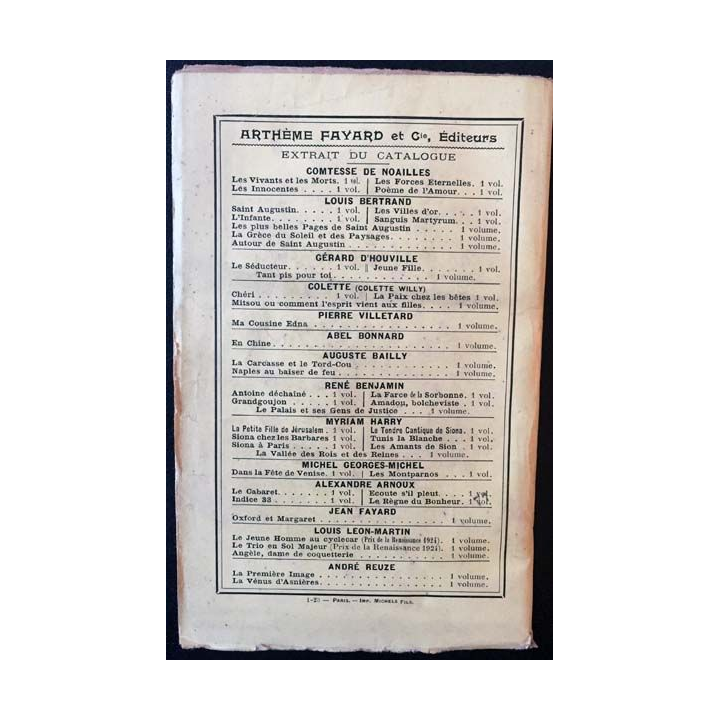 ARTHÈME FAYARD et Cie, Éditeurs
EXTRAIT DU CATALOGUE
COMTESSE DE NOAILLES
Les Vivants et les Morts. 1 vol. | Les Forces Eternelles. 1 vol.
Les Innocentes . . . . 1 vol. | Poème de l'Amour. . . 1 vol.
LOUIS BERTRAND
Saint Augustin. . . . . 1 vol. | Les Villes d'or. . . . . 1 vol.
L'Infante. . . . . . . . 1 vol. | Sanguis Martyrum. . . 1 vol.
Les plus belles Pages de Saint Augustin . . . . . . 1 volume.
La Grèce du Soleil et des Paysages. . . . . . . . . 1 volume.
Autour de Saint Augustin . . . . . . . . . . . . . 1 volume.
GÉRARD D'HOUVILLE
Le Séducteur. . . . . . 1 vol. || Jeune Fille. . . . . . . 1 vol.
Tant pis pour toi. . . . . . . . . . . . 1 volume.
COLETTE (COLETTE WILLY)
Chéri . . . . . . . . . 1 vol. | La Paix chez les bêtes 1 vol.
Mitsou ou comment l'esprit vient aux filles. . . . 1 volume.
PIERRE VILLETARD
Ma Cousine Edna . . . . . . . . . . . . . . . . 1 volume.
ABEL BONNARD
En Chine. . . . . . . . . . . . . . . . . . . . 1 volume.
AUGUSTE BAILLY
La Carcasse et le Tord-Cou . . . . . . . . . . . 1 volume.
Naples au baiser de feu . . . . . . . . . . . . . 1 volume.
RENÉ BENJAMIN
Antoine déchaîné . . . 1 vol. | La Farce de la Sorbonne. 1 vol.
Grandgoujon . . . . . 1 vol. | Amadou, bolcheviste . 1 vol.
Le Palais et ses Gens de Justice . . . 1 volume.
MYRIAM HARRY
La Petite Fille de Jérusalem. 1 vol. | Le Tendre Cantique de Siona. 1 vol.
Siona chez les Barbares 1 vol. | Tunis la Blanche . . . 1 vol.
Siona à Paris . . . . . 1 vol. | Les Amants de Sion . 1 vol.
La Vallée des Rois et des Reines . . . 1 volume.
MICHEL GEORGES-MICHEL
Dans la Fête de Venise. 1 vol. | Les Montparnos . . . 1 vol.
ALEXANDRE ARNOUX
Le Cabaret. . . . . . . 1 vol. | Ecoute s'il pleut. . . . 1 vol.
Indice 33 . . . . . . . 1 vol. | Le Règne du Bonheur. 1 vol.
JEAN FAYARD
Oxford et Margaret . . . . . . . . . . . . . . . 1 volume.
LOUIS LEON-MARTIN
Le Jeune Homme au cyclecar (Prix de la Renaissance 1924). 1 volume.
Le Trio en Sol Majeur (Prix de la Renaissance 1924). 1 volume.
Angèle, dame de coquetterie . . . . . . . . . . 1 volume.
ANDRÉ REUZE
La Première Image . . . . . . . . . . . . . . . 1 volume.
La Vénus d'Asnières. . . . . . . . . . . . . . . 1 volume.
— PARIS. — IMP. MICHELS FILS.